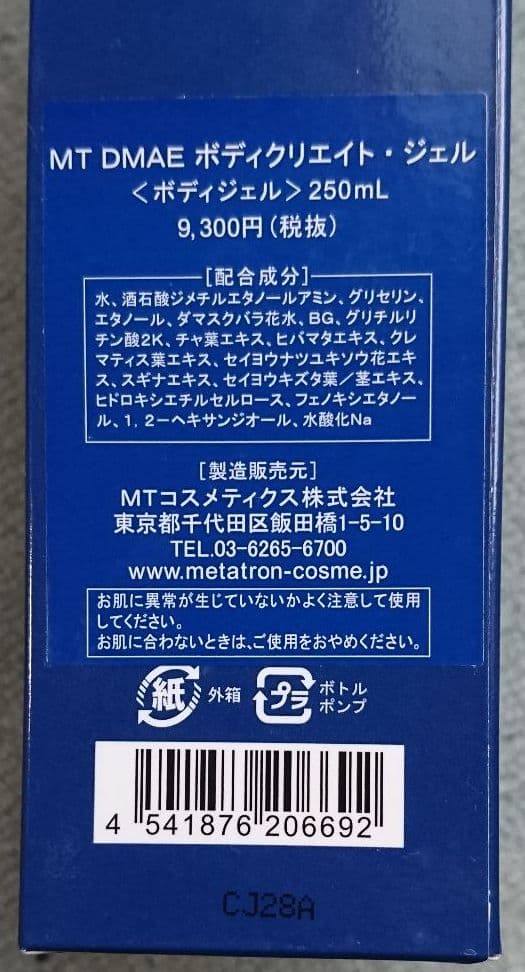 MT DMAE ボディクリエイト・ジェル
＜ボディジェル＞250mL
9,300円（税抜）
［配合成分］
水、酒石酸ジメチルエタノールアミン、グリセリン、
エタノール、ダマスクバラ花水、BG、グリチルリ
チン酸2K、チャ葉エキス、ヒバマタエキス、クレ
マティス葉エキス、セイヨウナツユキソウ花エキ
ス、スギナエキス、セイヨウキズタ葉／茎エキス、
ヒドロキシエチルセルロース、フェノキシエタノー
ル、1，2－ヘキサンジオール、水酸化Na
［製造販売元］
MTコスメティクス株式会社
東京都千代田区飯田橋1-5-10
TEL.03-6265-6700
www.metatron-cosme.jp
お肌に異常が生じていないかよく注意して使用
してください。
お肌に合わないときは、ご使用をおやめください。
紙 外箱 プラ ボトル
ポンプ
4 541876 206692
CJ28A